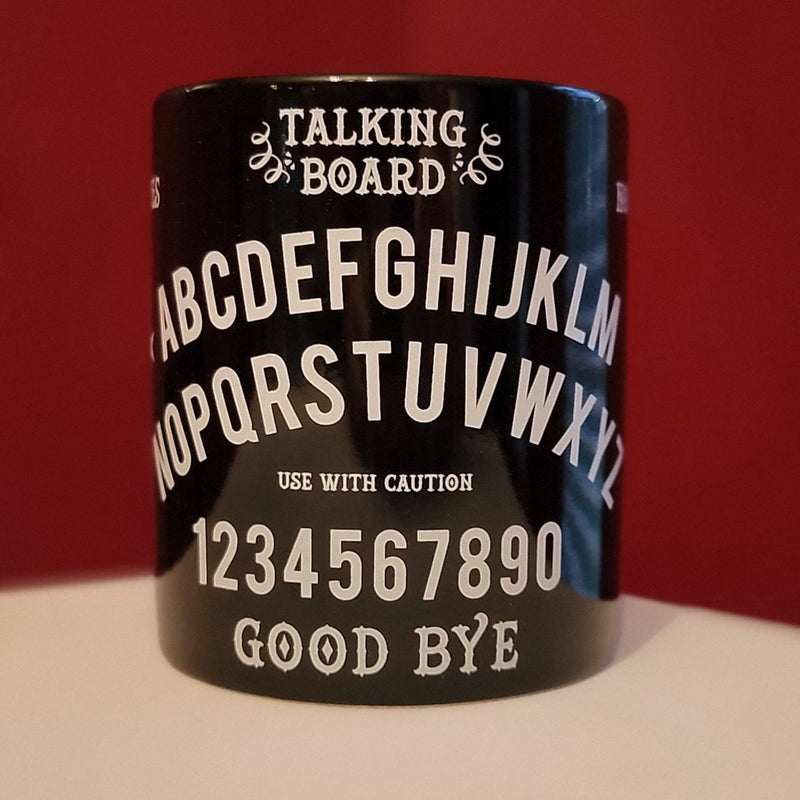 TALKING
BOARD
ABCDEFGHIJKLM
NOPQRSTUVWXYZ
USE WITH CAUTION
1234567890
GOOD BYE